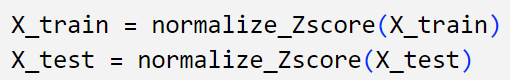 X_train = normalize_Zscore(X_train)
X_test = normalize_Zscore(X_test)